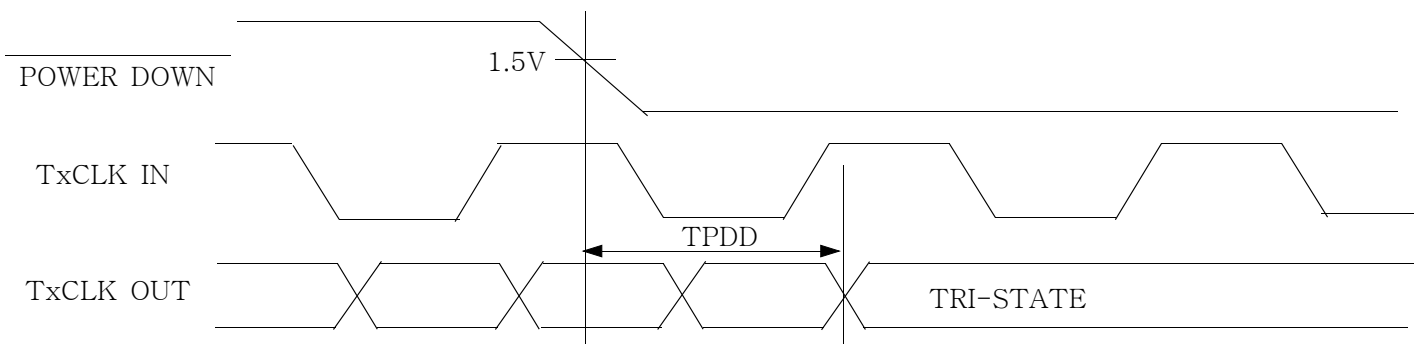 1.5V
POWER DOWN
TxCLK IN
TPDD
TxCLK OUT
TRI-STATE